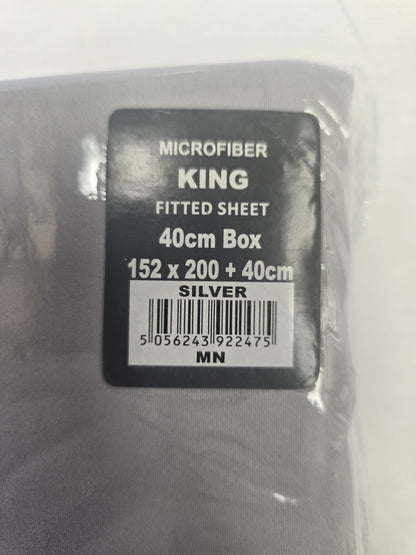 MICROFIBER
KING
FITTED SHEET
40cm Box
152 x 200 + 40cm
SILVER
5 056243 922475
MN